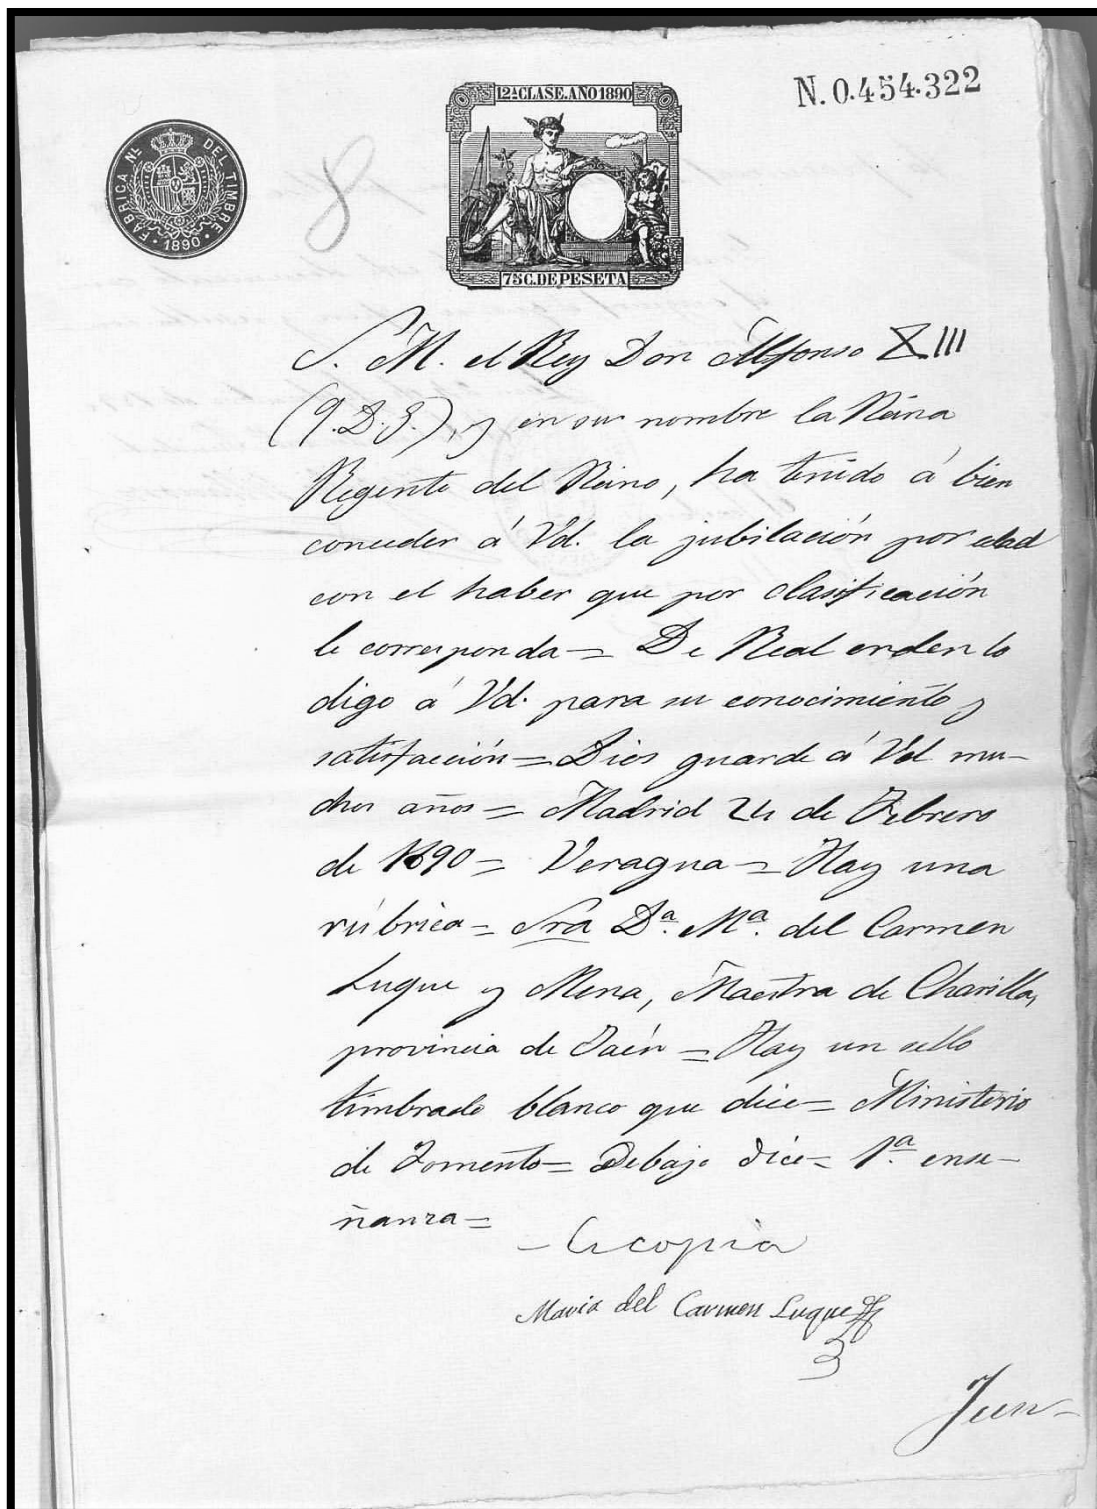 N. 0.454.322
12ª CLASE. AÑO 1890
FÁBRICA Nᴸ DEL TIMBRE
· 1890 ·
8
75 C. DE PESETA
S. M. el Rey Don Alfonso XIII
(q. D. g.), y en su nombre la Reina
Regente del Reino, ha tenido á bien
conceder á Vd. la jubilación por edad
con el haber que por clasificación
le corresponda = De Real orden lo
digo á Vd. para su conocimiento y
satisfacción = Dios guarde á Vd mu-
chos años = Madrid 24 de Febrero
de 1890 = Veragua = Hay una
rúbrica = Sra Dª. Mª. del Carmen
Luque y Mena, Maestra de Charilla,
provincia de Jaén = Hay un sello
timbrado blanco que dice = Ministerio
de Fomento = Debajo dice = 1.ª ense-
ñanza =
- Es copia
Maria del Carmen Luque
Jun-